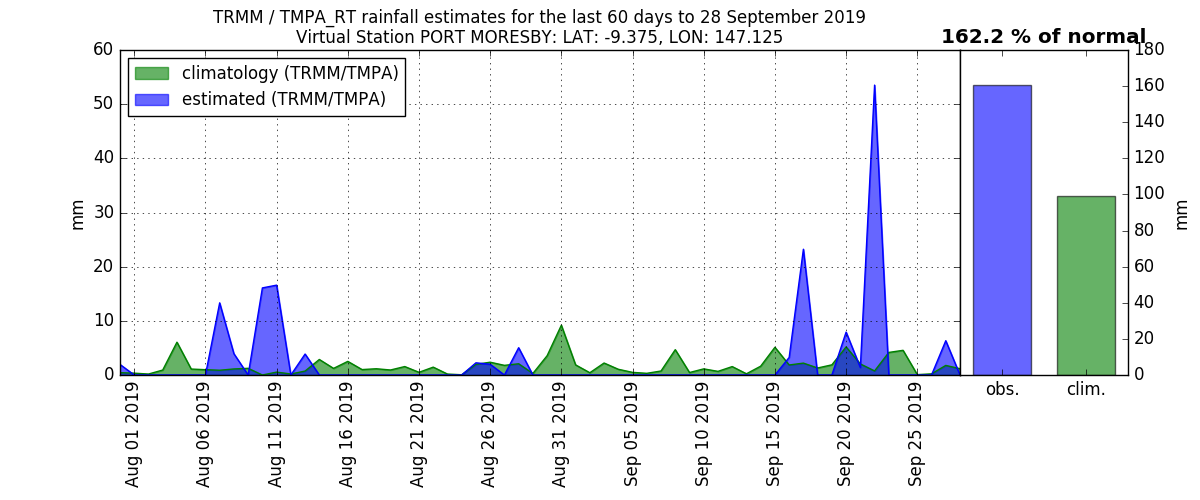 TRMM / TMPA_RT rainfall estimates for the last 60 days to 28 September 2019
Virtual Station PORT MORESBY: LAT: -9.375, LON: 147.125
162.2 % of normal
climatology (TRMM/TMPA)
estimated (TRMM/TMPA)
mm
60
50
40
30
20
10
0
Aug 01 2019
Aug 06 2019
Aug 11 2019
Aug 16 2019
Aug 21 2019
Aug 26 2019
Aug 31 2019
Sep 05 2019
Sep 10 2019
Sep 15 2019
Sep 20 2019
Sep 25 2019
obs.
clim.
180
160
140
120
100
80
60
40
20
0
mm